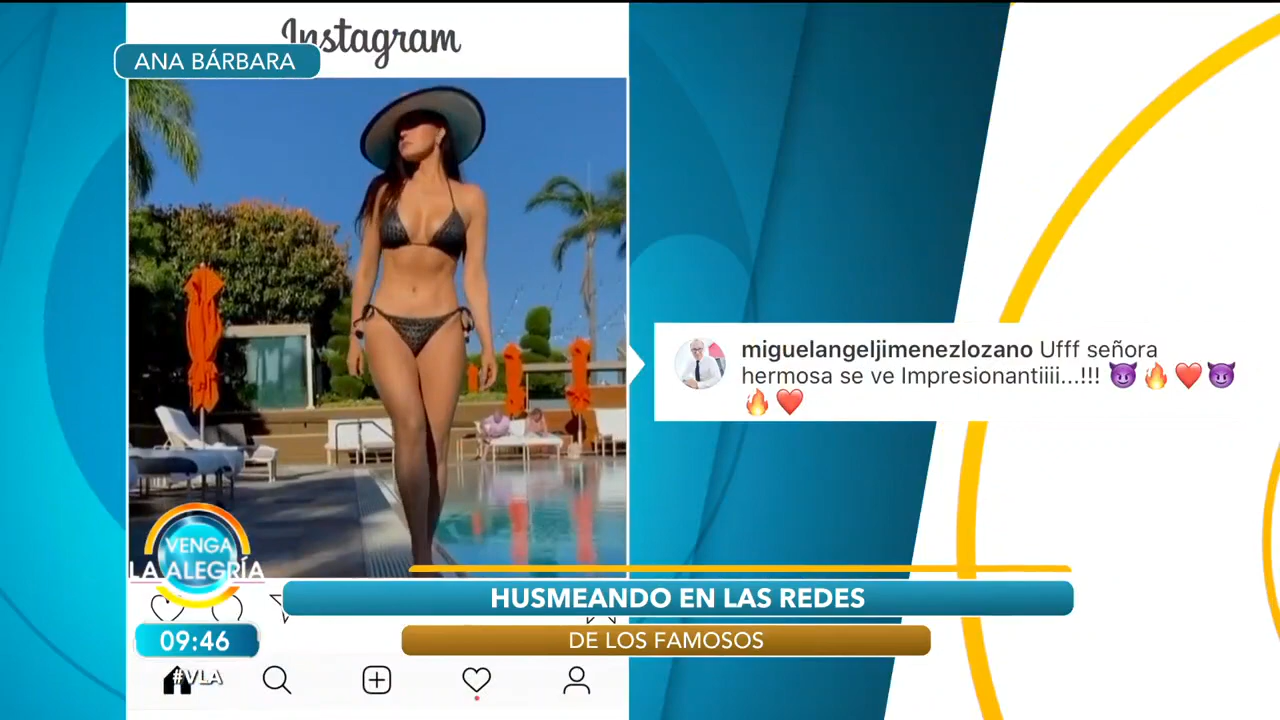 Instagram
ANA BÁRBARA
miguelangeljimenezlozano Ufff señora
hermosa se ve Impresionantiiii...!!! 😈🔥❤️😈
🔥❤️
VENGA
LA ALEGRÍA
HUSMEANDO EN LAS REDES
DE LOS FAMOSOS
09:46
#VLA